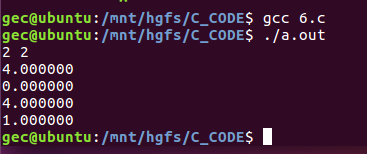 gec@ubuntu:/mnt/hgfs/C_CODE$ gcc 6.c
gec@ubuntu:/mnt/hgfs/C_CODE$ ./a.out
2 2
4.000000
0.000000
4.000000
1.000000
gec@ubuntu:/mnt/hgfs/C_CODE$